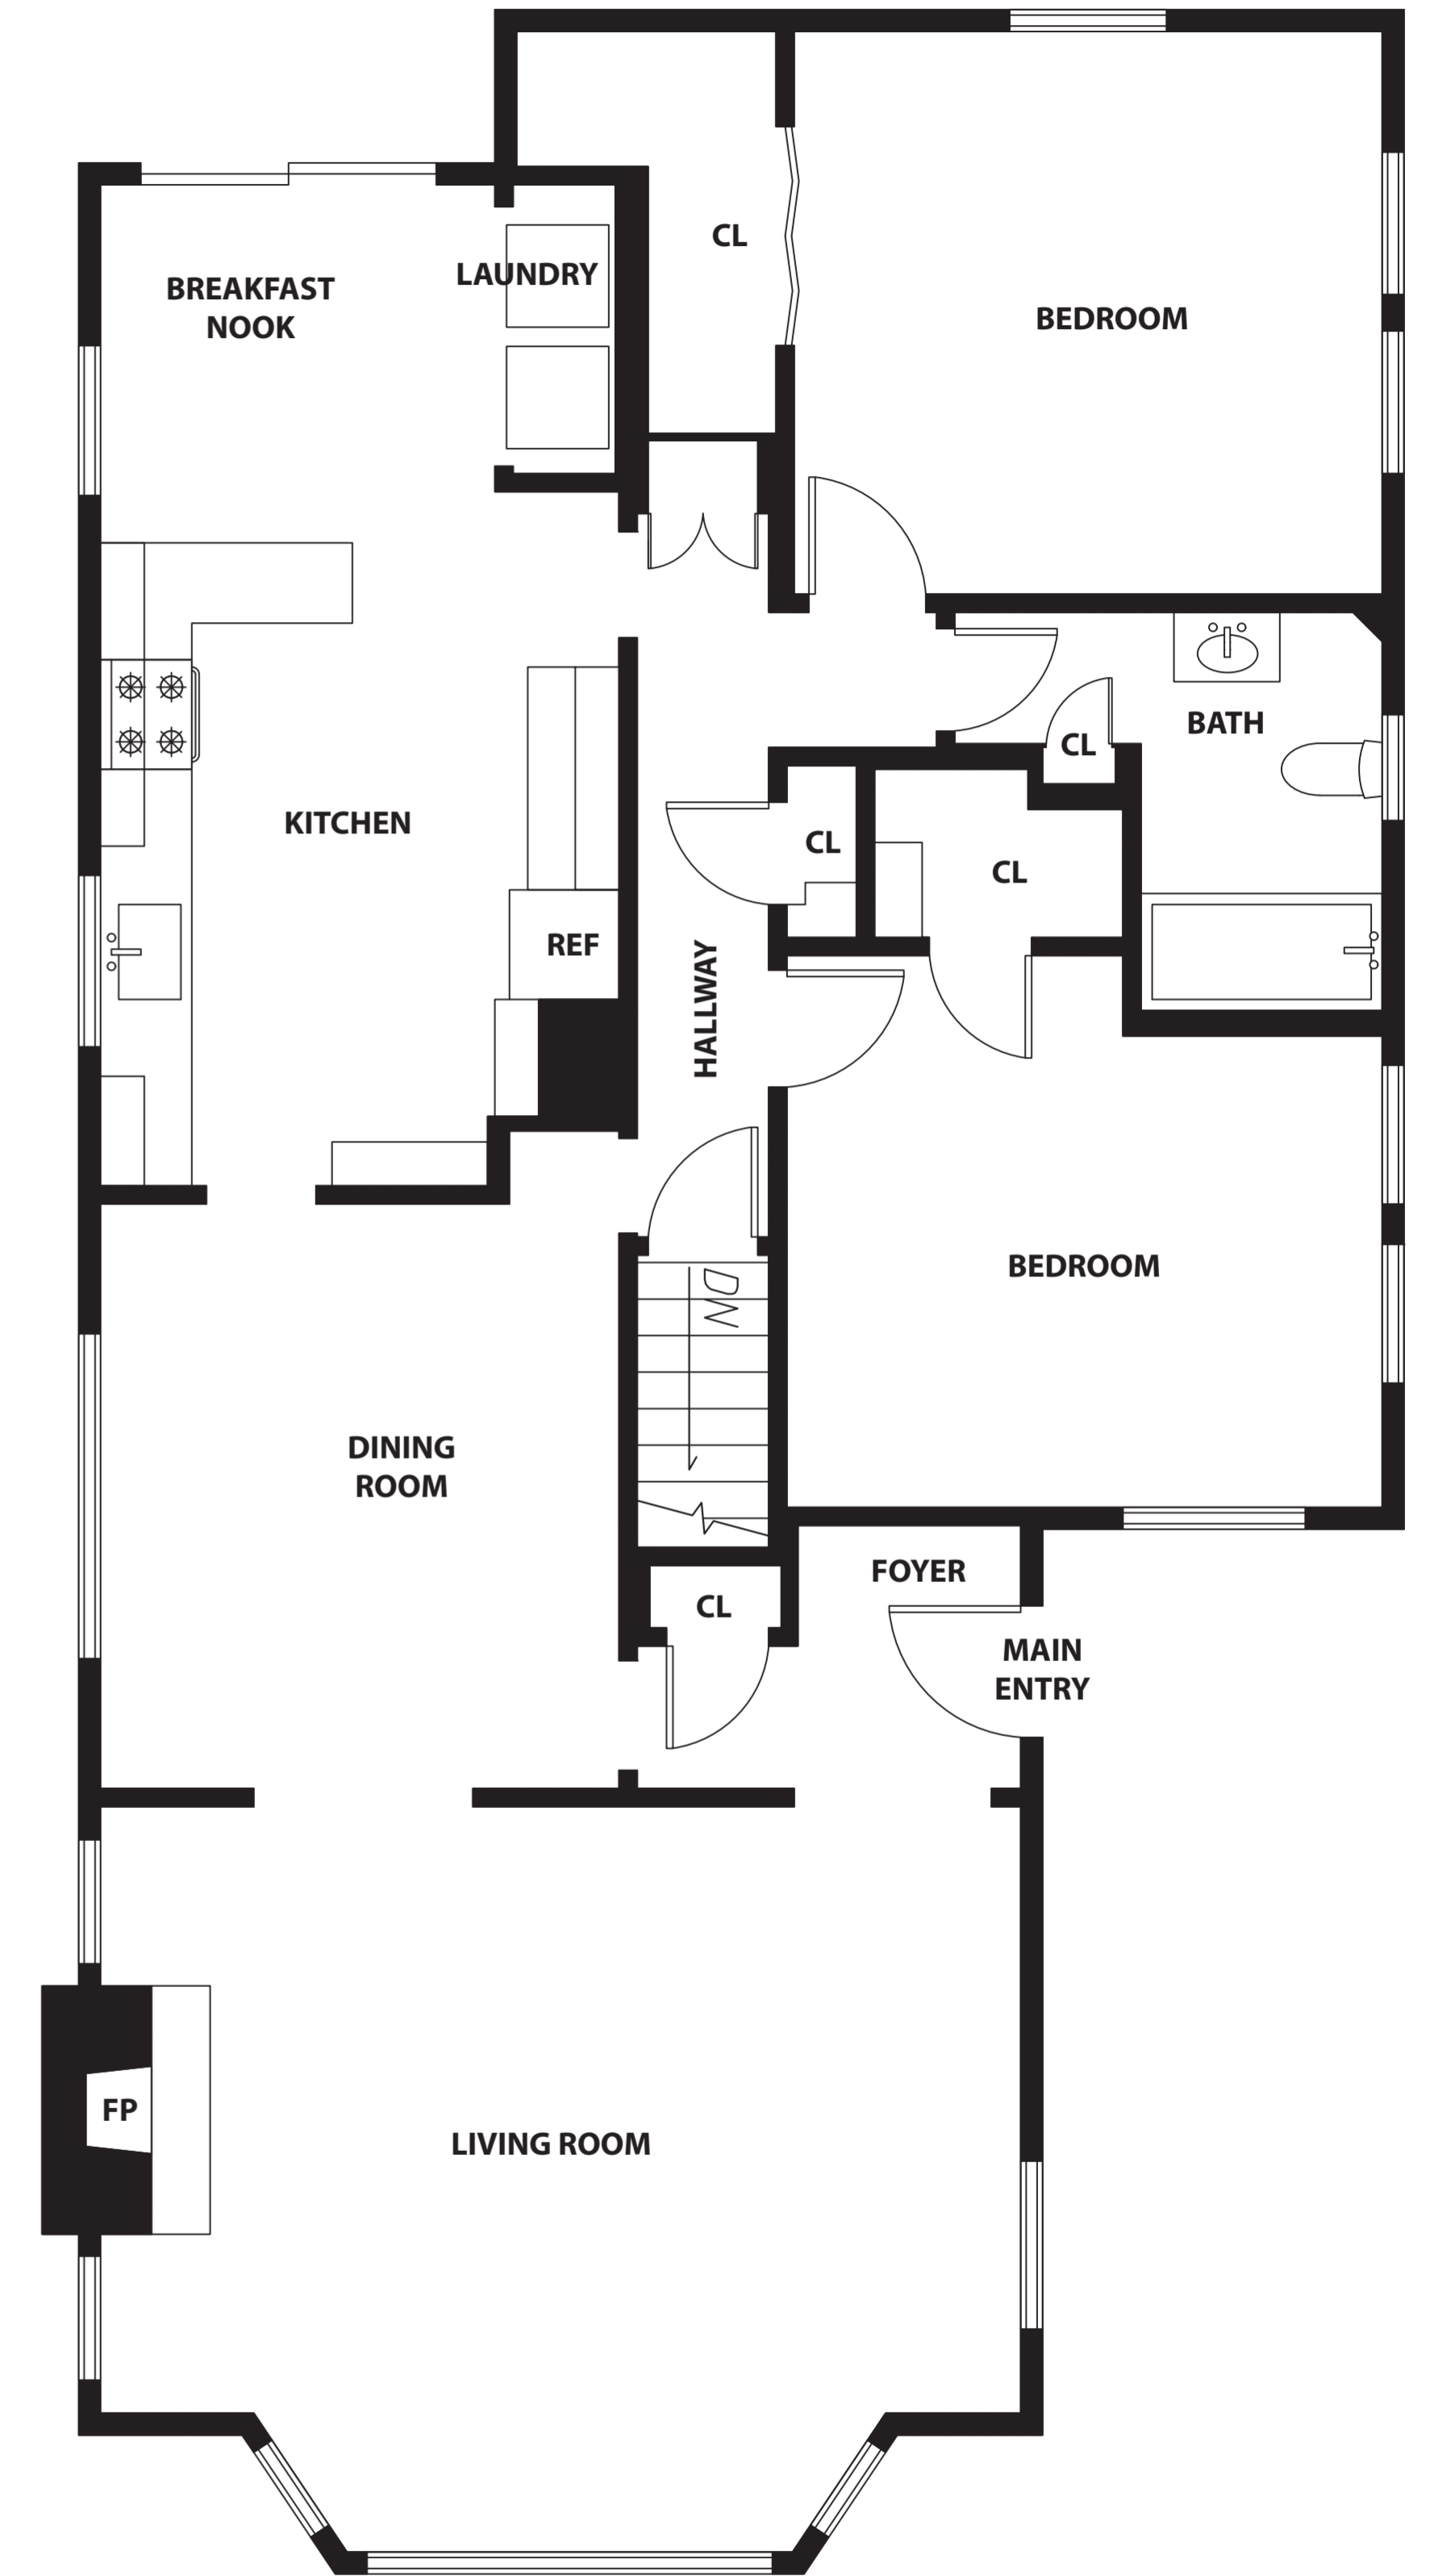 CL
LAUNDRY
BREAKFAST
NOOK
BEDROOM
BATH
CL
KITCHEN
CL
CL
REF
HALLWAY
BEDROOM
DN
DINING
ROOM
FOYER
CL
MAIN
ENTRY
FP
LIVING ROOM